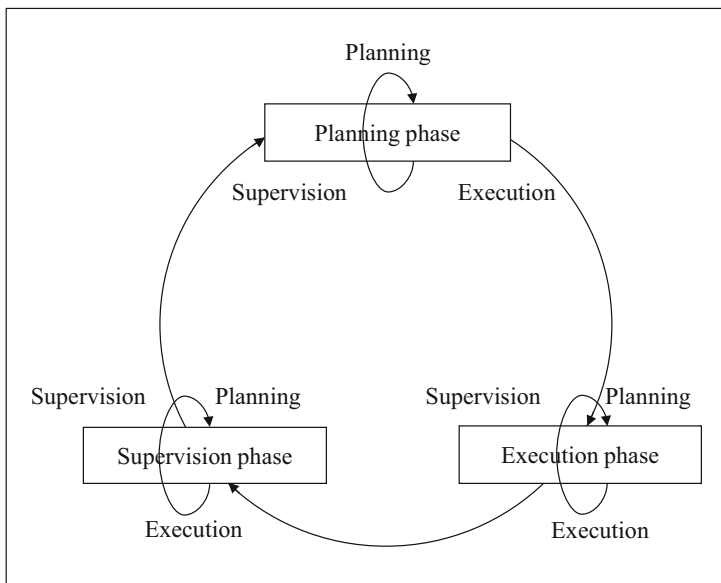 Planning
Planning phase
Supervision Execution
Supervision Planning Supervision Planning
Supervision phase Execution phase
Execution Execution